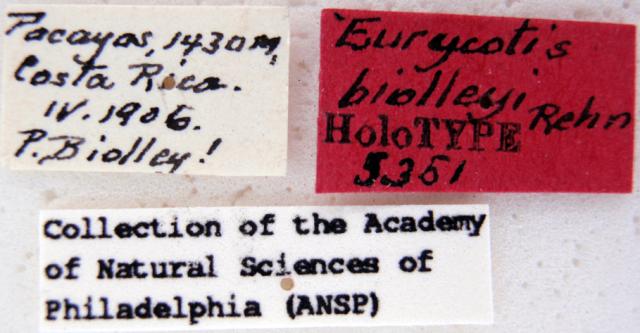 Pacayas, 1430m,
Costa Rica.
IV. 1906.
P. Biolley!
Eurycotis
biolleyi Rehn
HoloTYPE
5351
Collection of the Academy
of Natural Sciences of
Philadelphia (ANSP)